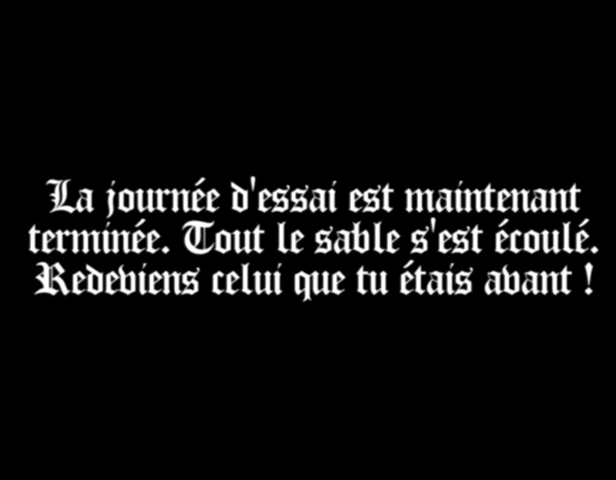 La journée d'essai est maintenant
terminée. Tout le sable s'est écoulé.
Redeviens celui que tu étais avant !